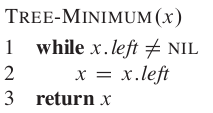 TREE-MINIMUM(x)
1 while x.left ≠ NIL
2 x = x.left
3 return x